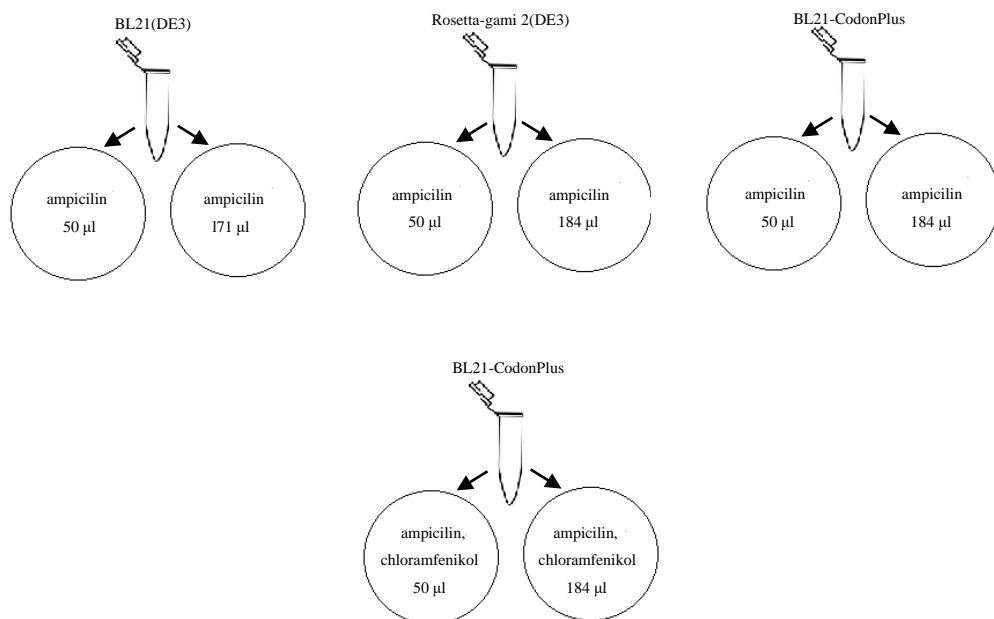 BL21(DE3)
Rosetta-gami 2(DE3)
BL21-CodonPlus
ampicilin
50 µl
ampicilin
171 µl
ampicilin
50 µl
ampicilin
184 µl
ampicilin
50 µl
ampicilin
184 µl
BL21-CodonPlus
ampicilin,
chloramfenikol
50 µl
ampicilin,
chloramfenikol
184 µl